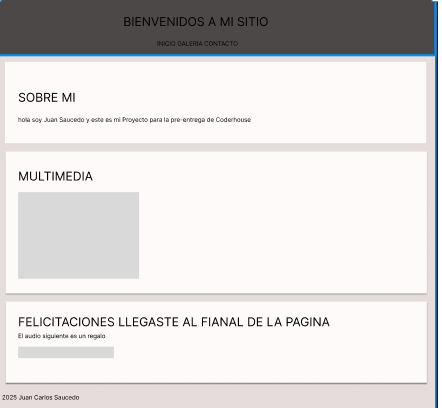 BIENVENIDOS A MI SITIO
INICIO GALERIA CONTACTO
SOBRE MI
hola soy Juan Saucedo y este es mi Proyecto para la pre-entrega de Coderhouse
MULTIMEDIA
FELICITACIONES LLEGASTE AL FIANAL DE LA PAGINA
El audio siguiente es un regalo
2025 Juan Carlos Saucedo